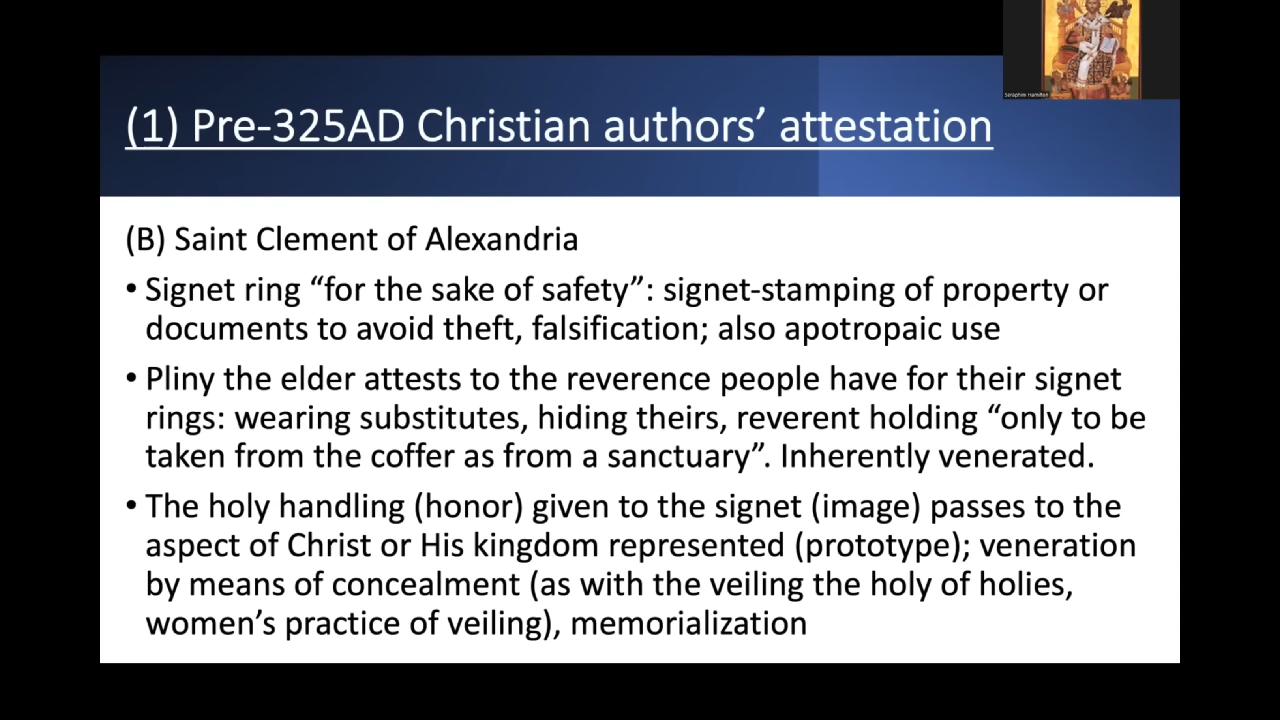 Seraphim Hamilton
(1) Pre-325AD Christian authors’ attestation
(B) Saint Clement of Alexandria
• Signet ring “for the sake of safety”: signet-stamping of property or
documents to avoid theft, falsification; also apotropaic use
• Pliny the elder attests to the reverence people have for their signet
rings: wearing substitutes, hiding theirs, reverent holding “only to be
taken from the coffer as from a sanctuary”. Inherently venerated.
• The holy handling (honor) given to the signet (image) passes to the
aspect of Christ or His kingdom represented (prototype); veneration
by means of concealment (as with the veiling the holy of holies,
women’s practice of veiling), memorialization